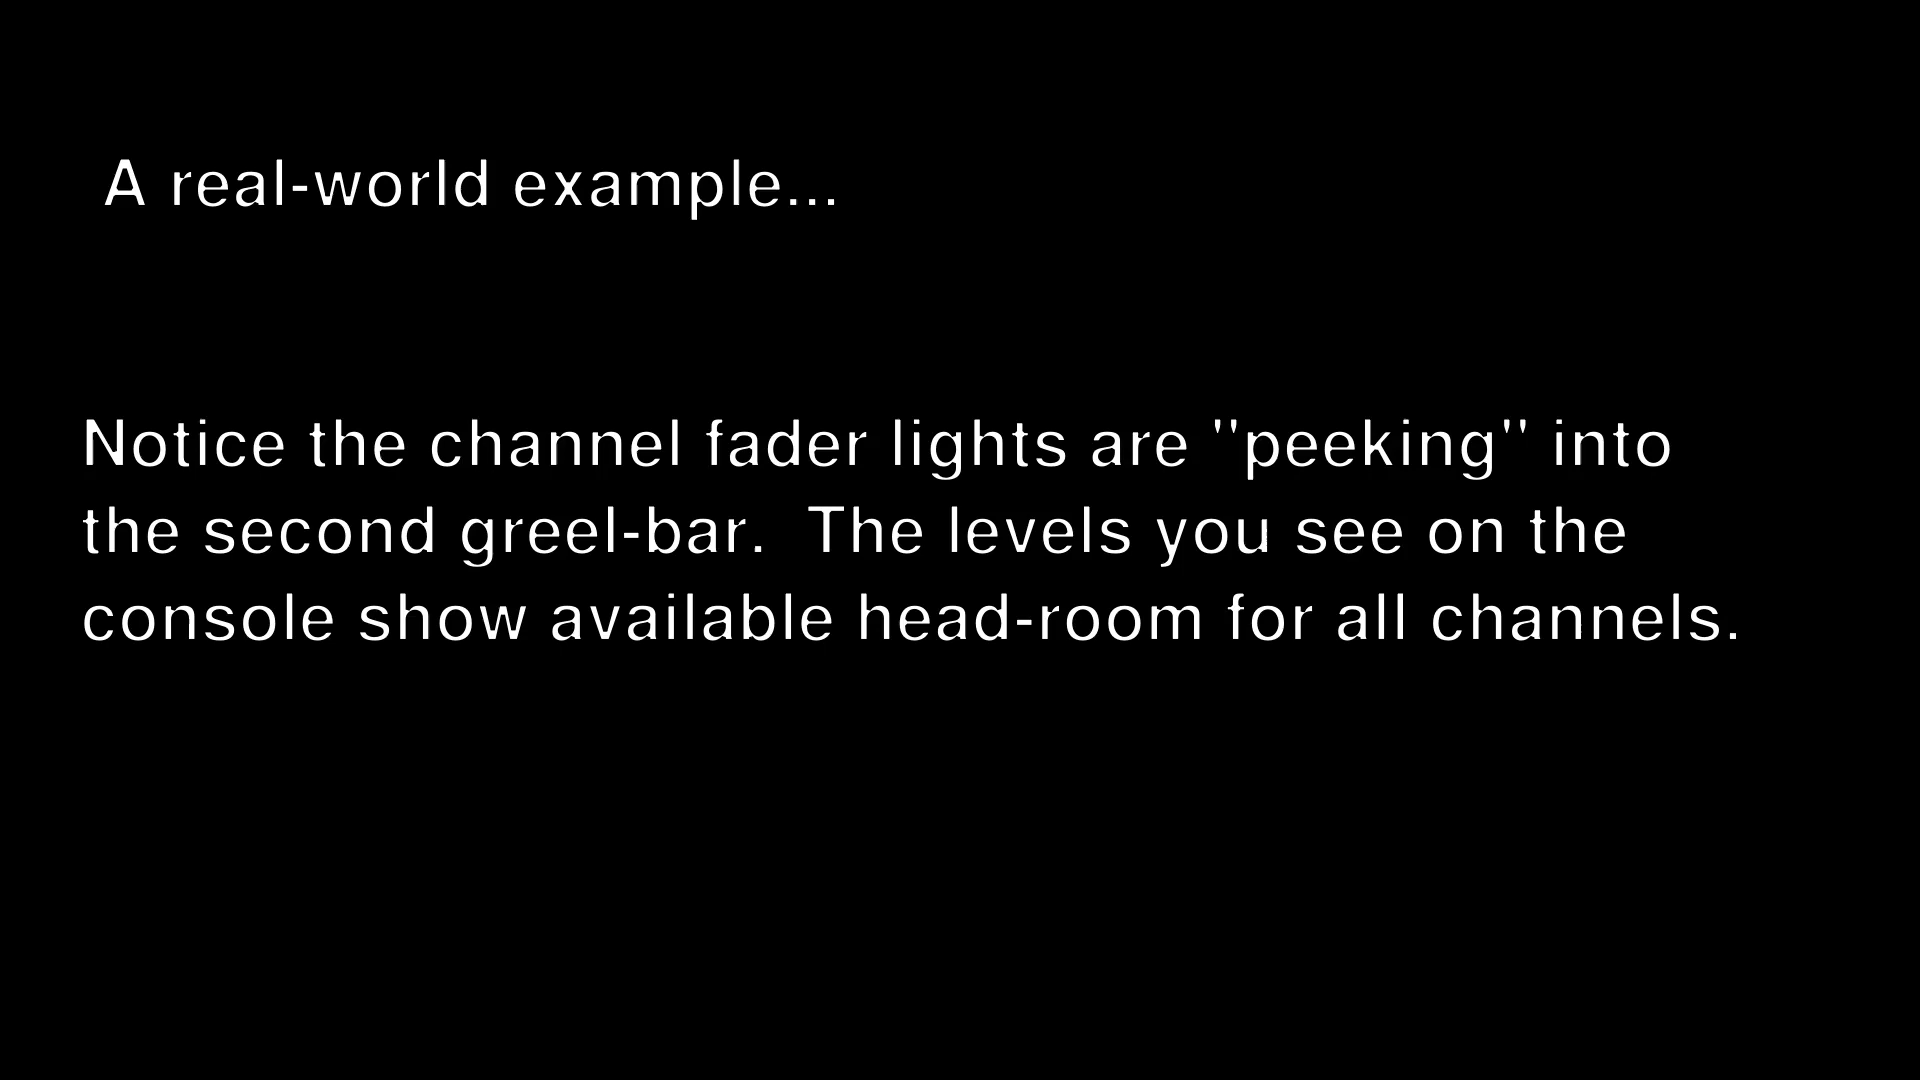 A real-world example...
Notice the channel fader lights are "peeking" into
the second greel-bar.  The levels you see on the
console show available head-room for all channels.